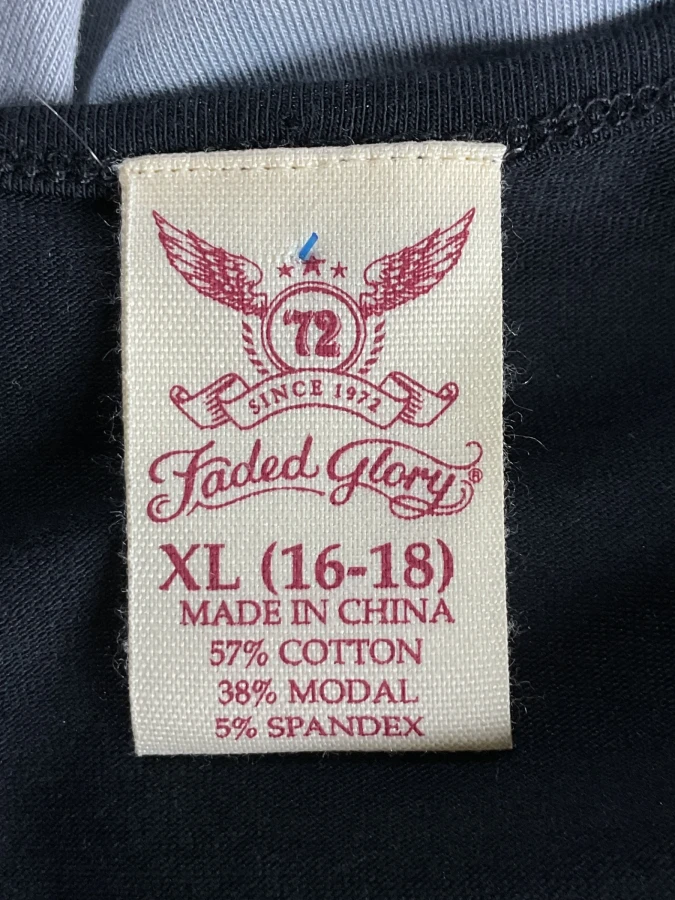 '72
SINCE 1972
Faded Glory®
XL (16-18)
MADE IN CHINA
57% COTTON
38% MODAL
5% SPANDEX